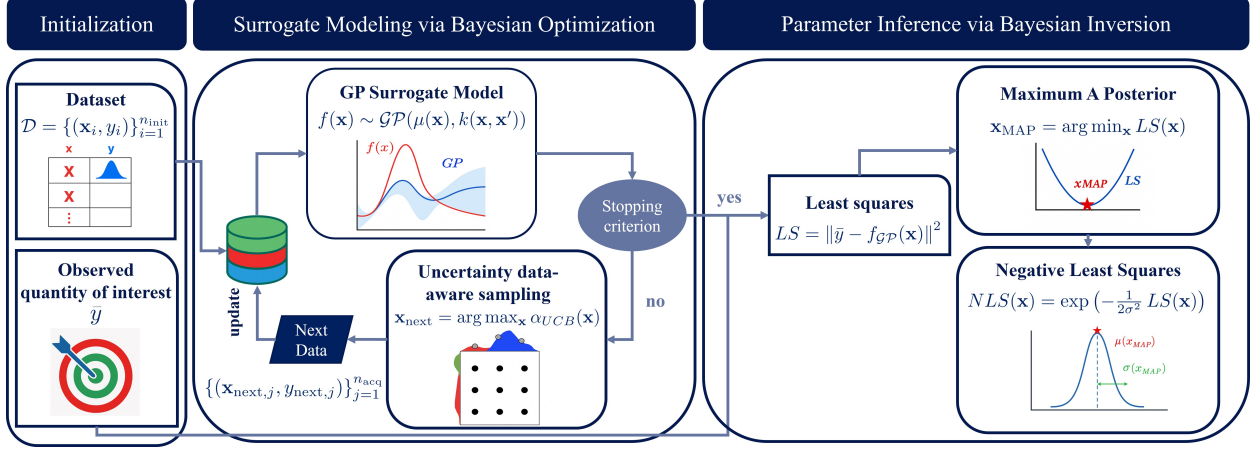 Initialization
Surrogate Modeling via Bayesian Optimization
Parameter Inference via Bayesian Inversion
Dataset
𝒟 = {(𝐱ᵢ, yᵢ)}ᵢ₌₁^{n_init}
x y
X
X
⋮
Observed
quantity of interest
ȳ
GP Surrogate Model
f(𝐱) ∼ 𝒢𝒫(μ(𝐱), k(𝐱, 𝐱′))
f(x)
GP
Stopping
criterion
yes
no
update
Uncertainty data-
aware sampling
𝐱_next = arg max_𝐱 α_UCB(𝐱)
Next
Data
{(𝐱_next,j, y_next,j)}_{j=1}^{n_acq}
Least squares
LS = ‖ȳ − f_𝒢𝒫(𝐱)‖²
Maximum A Posterior
𝐱_MAP = arg min_𝐱 LS(𝐱)
xMAP
LS
Negative Least Squares
NLS(𝐱) = exp (−1/2σ² LS(𝐱))
μ(x_MAP)
σ(x_MAP)